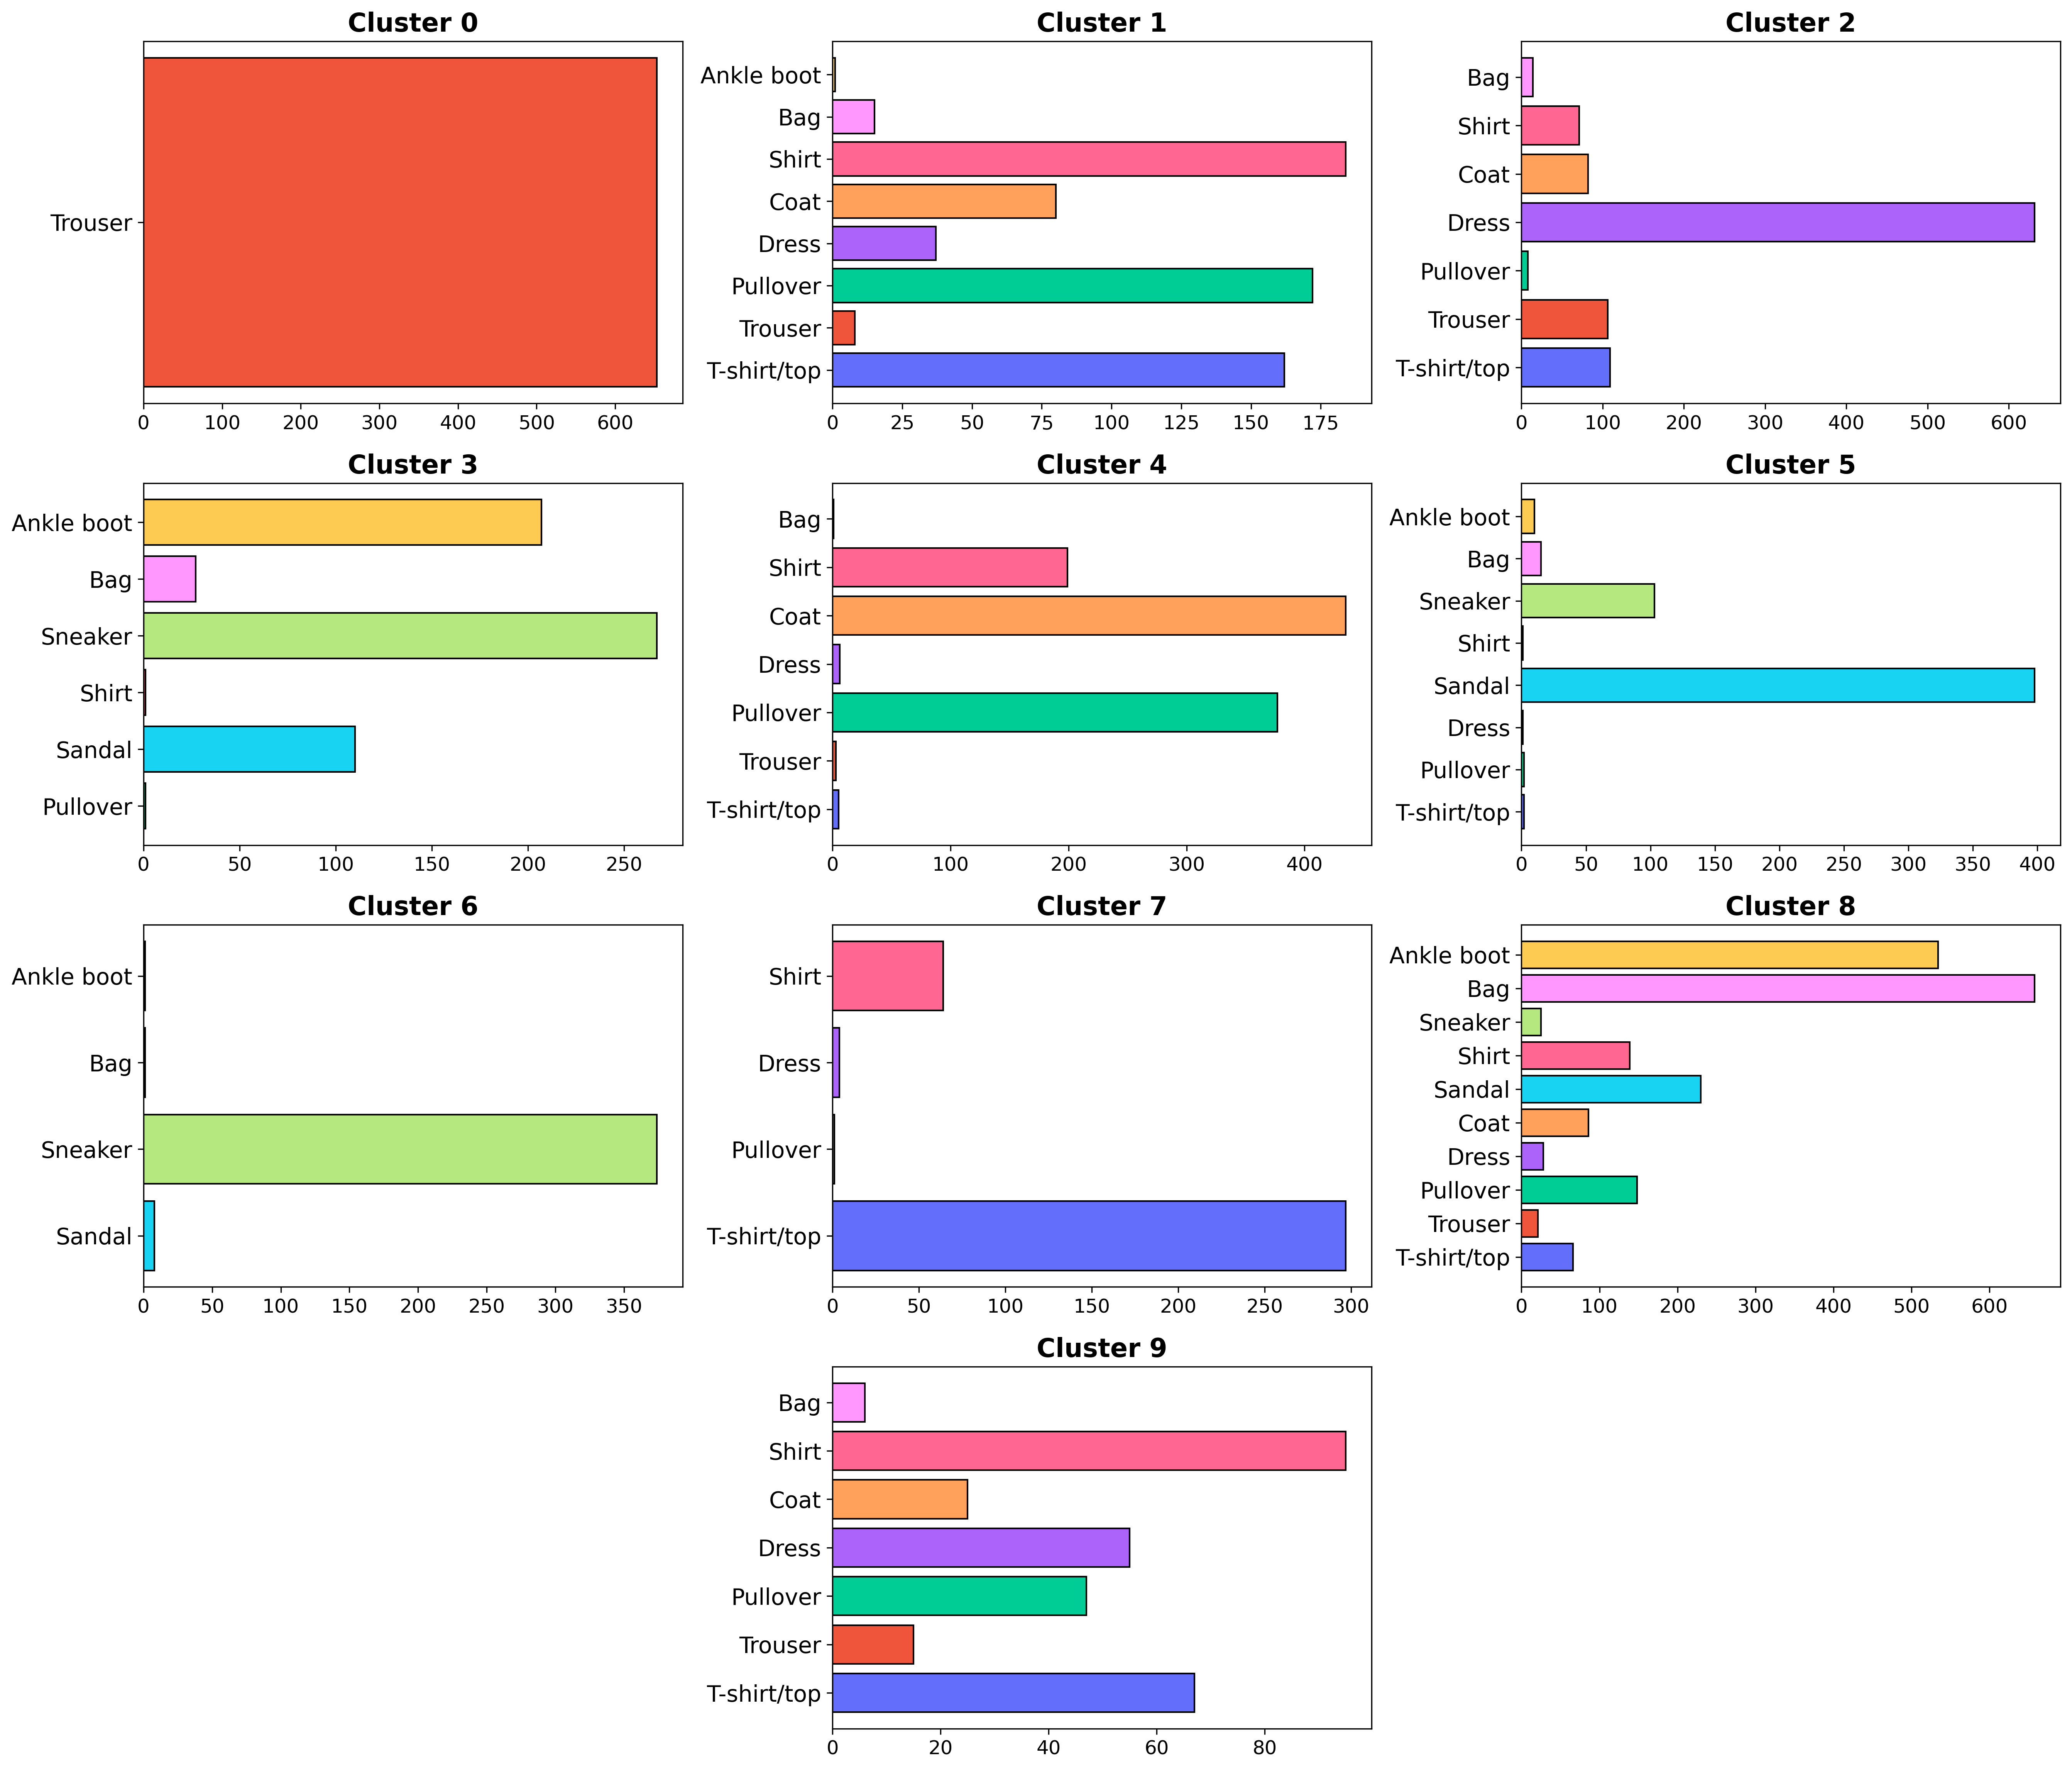 Cluster 0
Trouser
0 100 200 300 400 500 600
Cluster 1
Ankle boot
Bag
Shirt
Coat
Dress
Pullover
Trouser
T-shirt/top
0 25 50 75 100 125 150 175
Cluster 2
Bag
Shirt
Coat
Dress
Pullover
Trouser
T-shirt/top
0 100 200 300 400 500 600
Cluster 3
Ankle boot
Bag
Sneaker
Shirt
Sandal
Pullover
0 50 100 150 200 250
Cluster 4
Bag
Shirt
Coat
Dress
Pullover
Trouser
T-shirt/top
0 100 200 300 400
Cluster 5
Ankle boot
Bag
Sneaker
Shirt
Sandal
Dress
Pullover
T-shirt/top
0 50 100 150 200 250 300 350 400
Cluster 6
Ankle boot
Bag
Sneaker
Sandal
0 50 100 150 200 250 300 350
Cluster 7
Shirt
Dress
Pullover
T-shirt/top
0 50 100 150 200 250 300
Cluster 8
Ankle boot
Bag
Sneaker
Shirt
Sandal
Coat
Dress
Pullover
Trouser
T-shirt/top
0 100 200 300 400 500 600
Cluster 9
Bag
Shirt
Coat
Dress
Pullover
Trouser
T-shirt/top
0 20 40 60 80